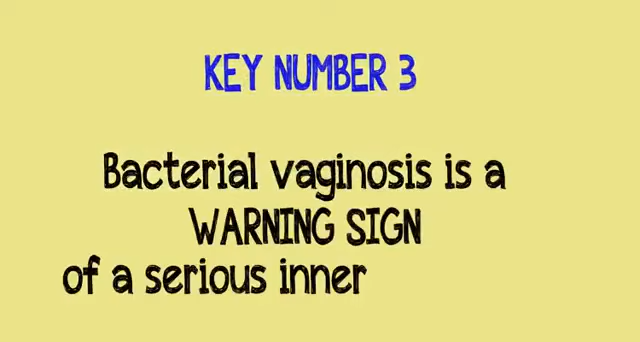 KEY NUMBER 3
Bacterial vaginosis is a
WARNING SIGN
of a serious inner